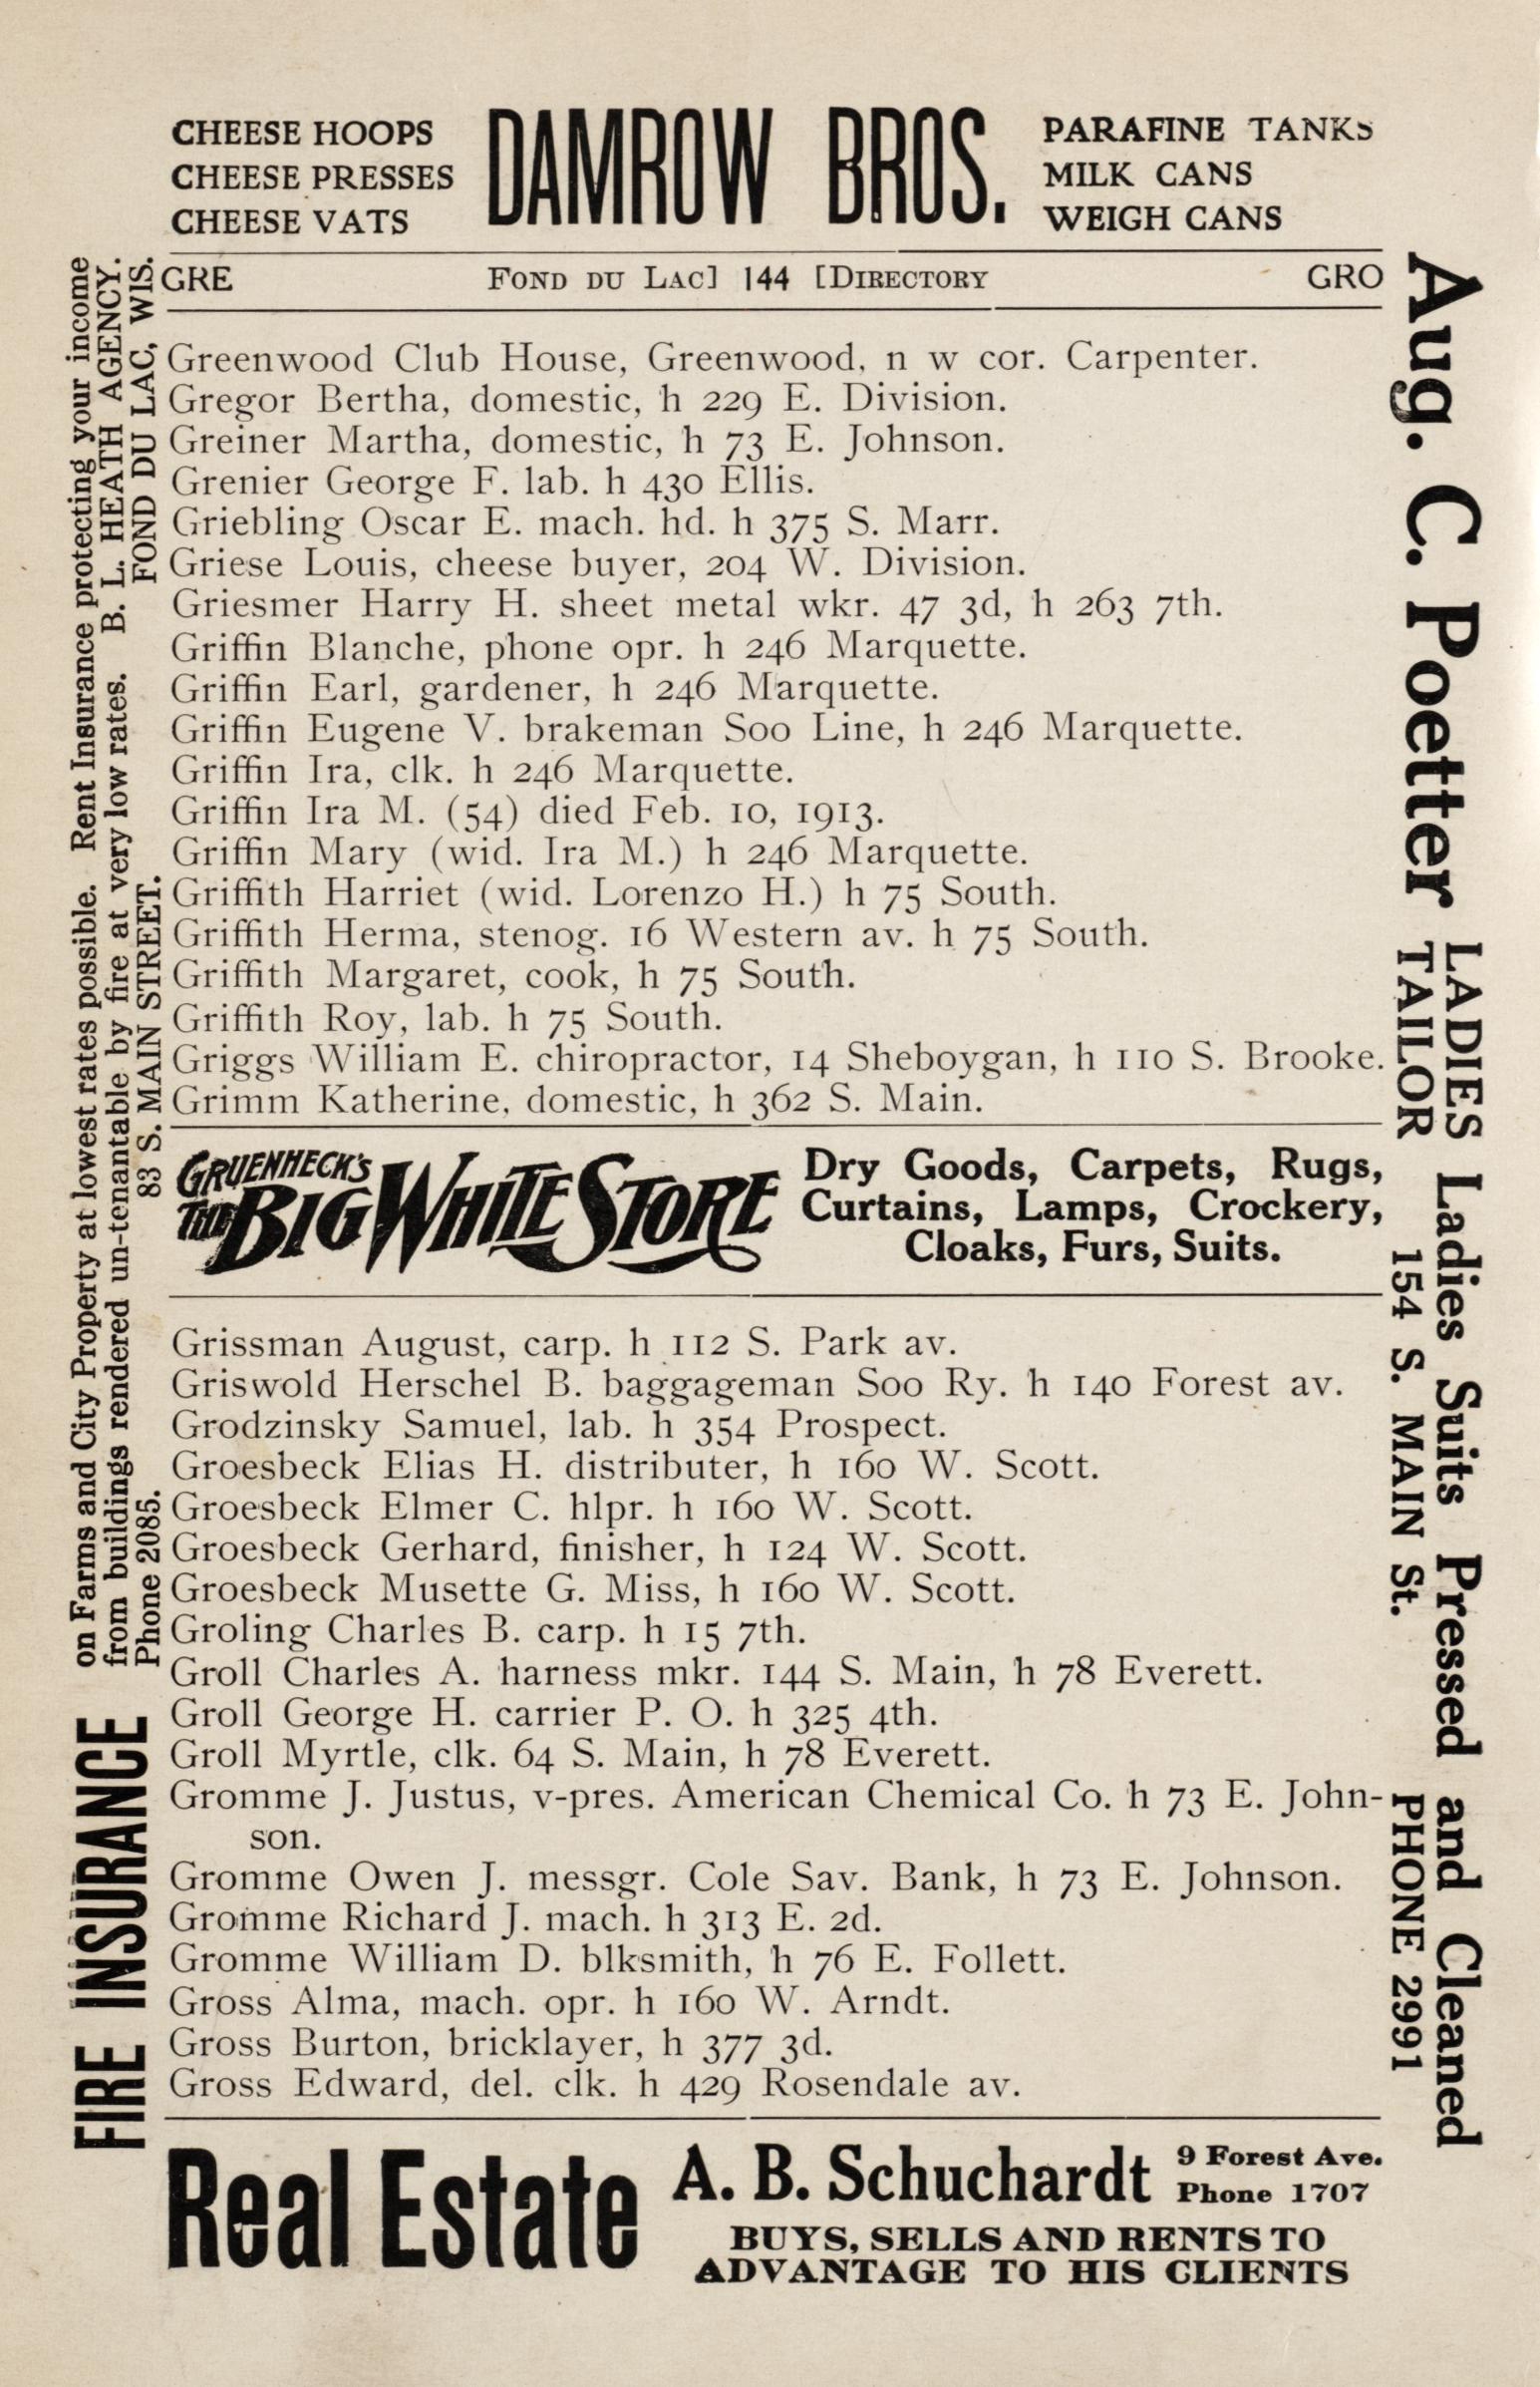 CHEESE HOOPS
CHEESE PRESSES
CHEESE VATS
DAMROW BROS.
PARAFINE TANKS
MILK CANS
WEIGH CANS
GRE FOND DU LAC] 144 [DIRECTORY GRO
Greenwood Club House, Greenwood, n w cor. Carpenter.
Gregor Bertha, domestic, h 229 E. Division.
Greiner Martha, domestic, h 73 E. Johnson.
Grenier George F. lab. h 430 Ellis.
Griebling Oscar E. mach. hd. h 375 S. Marr.
Griese Louis, cheese buyer, 204 W. Division.
Griesmer Harry H. sheet metal wkr. 47 3d, h 263 7th.
Griffin Blanche, phone opr. h 246 Marquette.
Griffin Earl, gardener, h 246 Marquette.
Griffin Eugene V. brakeman Soo Line, h 246 Marquette.
Griffin Ira, clk. h 246 Marquette.
Griffin Ira M. (54) died Feb. 10, 1913.
Griffin Mary (wid. Ira M.) h 246 Marquette.
Griffith Harriet (wid. Lorenzo H.) h 75 South.
Griffith Herma, stenog. 16 Western av. h 75 South.
Griffith Margaret, cook, h 75 South.
Griffith Roy, lab. h 75 South.
Griggs William E. chiropractor, 14 Sheboygan, h 110 S. Brooke.
Grimm Katherine, domestic, h 362 S. Main.
GRUENHECK'S
THE BIG WHITE STORE
Dry Goods, Carpets, Rugs,
Curtains, Lamps, Crockery,
Cloaks, Furs, Suits.
Grissman August, carp. h 112 S. Park av.
Griswold Herschel B. baggageman Soo Ry. h 140 Forest av.
Grodzinsky Samuel, lab. h 354 Prospect.
Groesbeck Elias H. distributer, h 160 W. Scott.
Groesbeck Elmer C. hlpr. h 160 W. Scott.
Groesbeck Gerhard, finisher, h 124 W. Scott.
Groesbeck Musette G. Miss, h 160 W. Scott.
Groling Charles B. carp. h 15 7th.
Groll Charles A. harness mkr. 144 S. Main, h 78 Everett.
Groll George H. carrier P. O. h 325 4th.
Groll Myrtle, clk. 64 S. Main, h 78 Everett.
Gromme J. Justus, v-pres. American Chemical Co. h 73 E. John-
son.
Gromme Owen J. messgr. Cole Sav. Bank, h 73 E. Johnson.
Gromme Richard J. mach. h 313 E. 2d.
Gromme William D. blksmith, h 76 E. Follett.
Gross Alma, mach. opr. h 160 W. Arndt.
Gross Burton, bricklayer, h 377 3d.
Gross Edward, del. clk. h 429 Rosendale av.
Real Estate
A. B. Schuchardt
9 Forest Ave.
Phone 1707
BUYS, SELLS AND RENTS TO
ADVANTAGE TO HIS CLIENTS
FIRE INSURANCE
on Farms and City Property at lowest rates possible. Rent Insurance protecting your income
from buildings rendered un-tenantable by fire at very low rates. B. L. HEATH AGENCY.
Phone 2085. 83 S. MAIN STREET. FOND DU LAC, WIS.
Aug. C. Poetter
LADIES
TAILOR
Ladies Suits Pressed and Cleaned
154 S. MAIN St. PHONE 2991